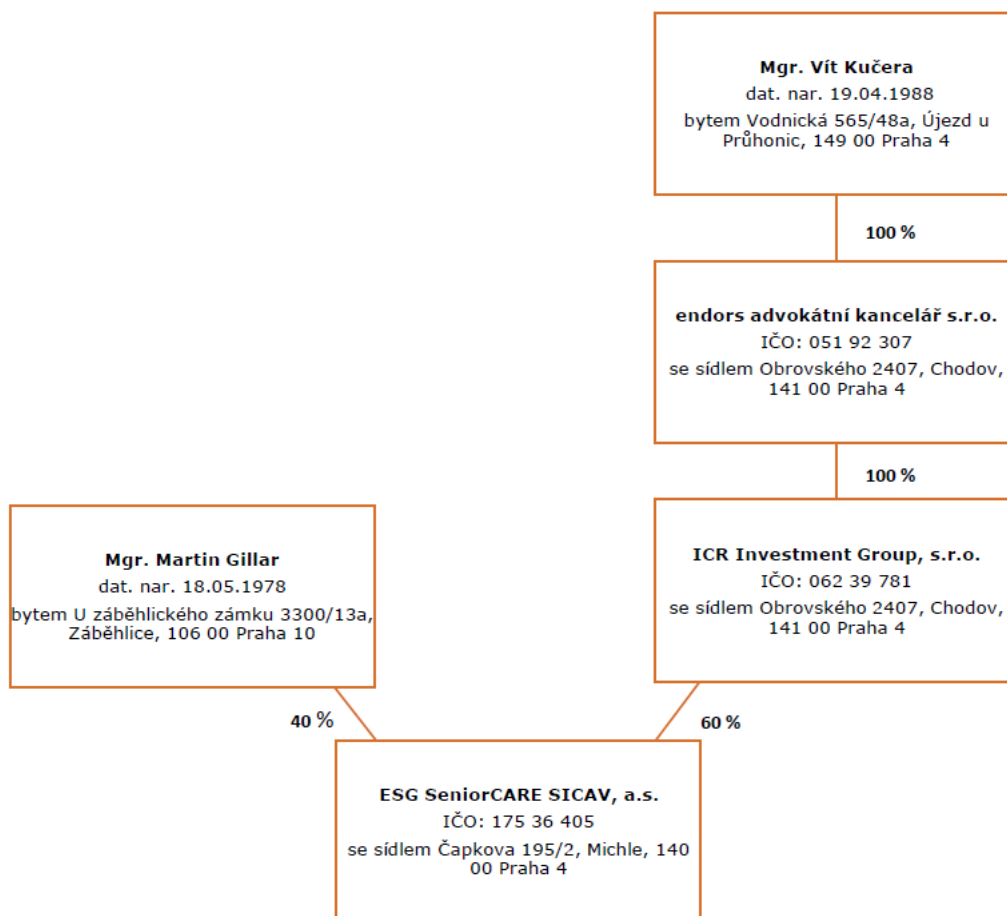 Mgr. Vít Kučera
dat. nar. 19.04.1988
bytem Vodnická 565/48a, Újezd u
Průhonic, 149 00 Praha 4
100 %
endors advokátní kancelář s.r.o.
IČO: 051 92 307
se sídlem Obrovského 2407, Chodov,
141 00 Praha 4
100 %
Mgr. Martin Gillar
dat. nar. 18.05.1978
bytem U záběhlického zámku 3300/13a,
Záběhlice, 106 00 Praha 10
ICR Investment Group, s.r.o.
IČO: 062 39 781
se sídlem Obrovského 2407, Chodov,
141 00 Praha 4
40 %
60 %
ESG SeniorCARE SICAV, a.s.
IČO: 175 36 405
se sídlem Čapkova 195/2, Michle, 140
00 Praha 4